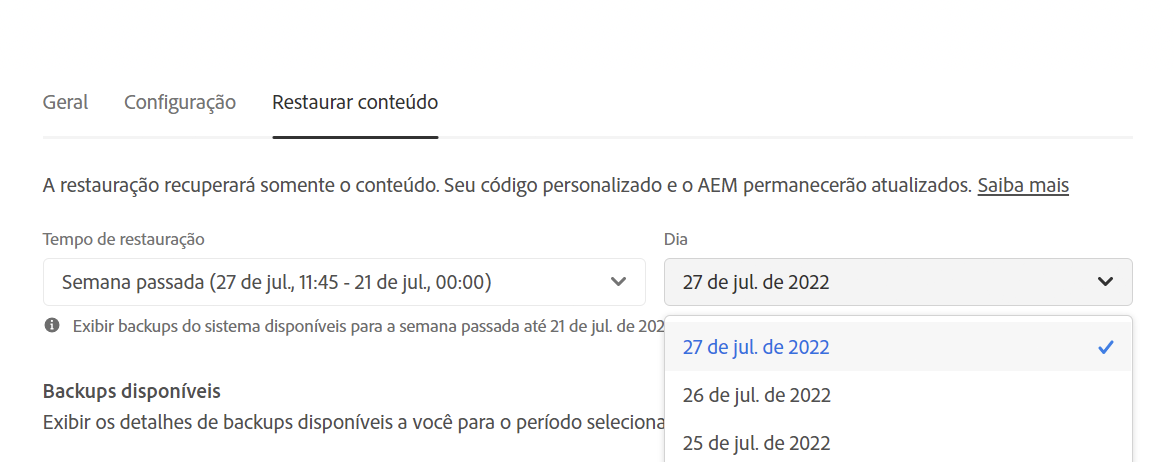 Geral Configuração Restaurar conteúdo
A restauração recuperará somente o conteúdo. Seu código personalizado e o AEM permanecerão atualizados. Saiba mais
Tempo de restauração Dia
Semana passada (27 de jul., 11:45 - 21 de jul., 00:00) 27 de jul. de 2022
Exibir backups do sistema disponíveis para a semana passada até 21 de jul. de 202
27 de jul. de 2022
Backups disponíveis
26 de jul. de 2022
Exibir os detalhes de backups disponíveis a você para o período seleciona
25 de jul. de 2022